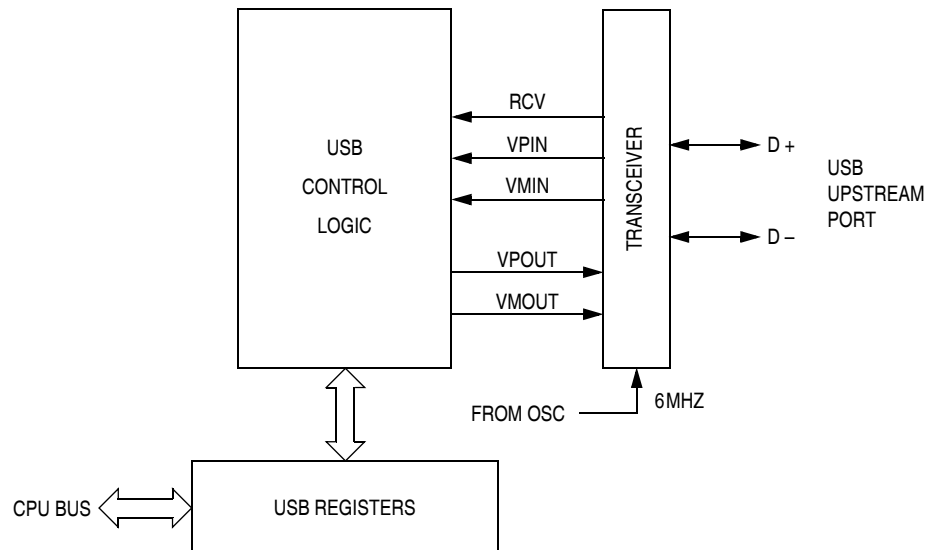 RCV
VPIN
VMIN
VPOUT
VMOUT
USB
CONTROL
LOGIC
TRANSCEIVER
D +
D –
USB
UPSTREAM
PORT
FROM OSC
6MHZ
CPU BUS
USB REGISTERS